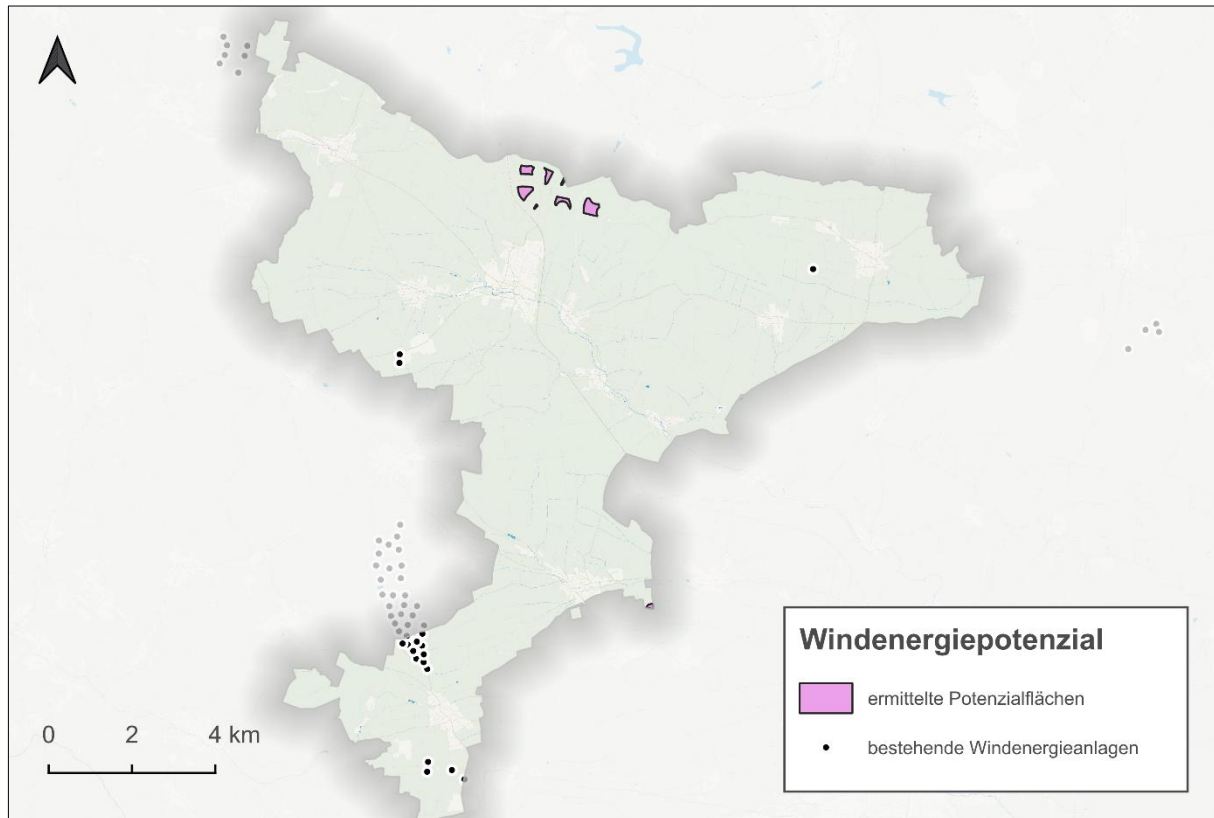 0 2 4 km
Windenergiepotenzial
ermittelte Potenzialflächen
bestehende Windenergieanlagen